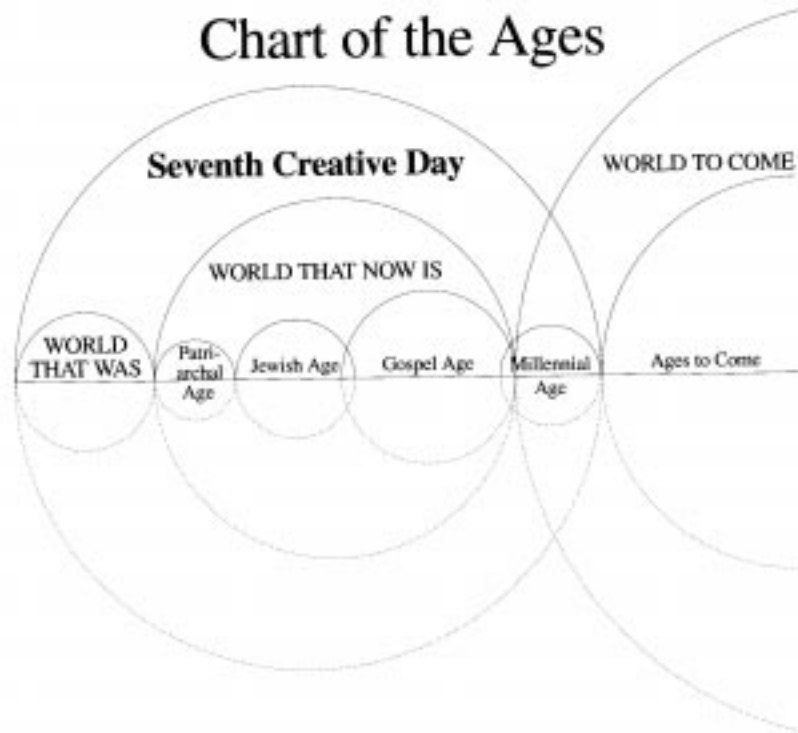 Chart of the Ages
Seventh Creative Day
WORLD TO COME
WORLD THAT NOW IS
WORLD
THAT WAS
Patri-
archal
Age
Jewish Age
Gospel Age
Millennial
Age
Ages to Come